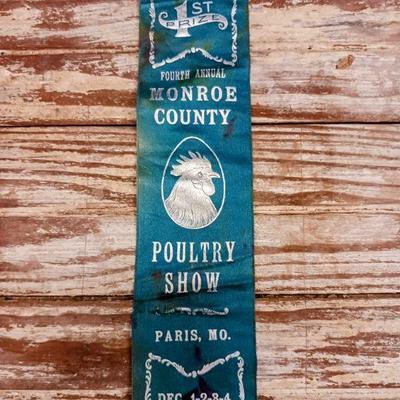 1ST
PRIZE
FOURTH ANNUAL
MONROE
COUNTY
POULTRY
SHOW
PARIS, MO.
DEC. 1-2-3-4